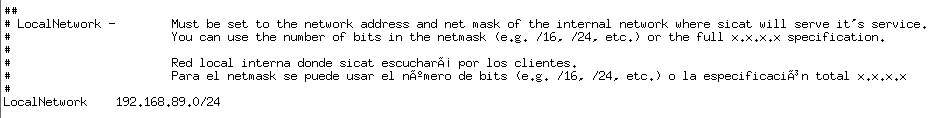 ##
# LocalNetwork - Must be set to the network address and net mask of the internal network where sicat will serve it's service.
# You can use the number of bits in the netmask (e.g. /16, /24, etc.) or the full x.x.x.x specification.
#
# Red local interna donde sicat escucharÃ¡ por los clientes.
# Para el netmask se puede usar el nÃºmero de bits (e.g. /16, /24, etc.) o la especificaciÃ³n total x.x.x.x
#
LocalNetwork 192.168.89.0/24